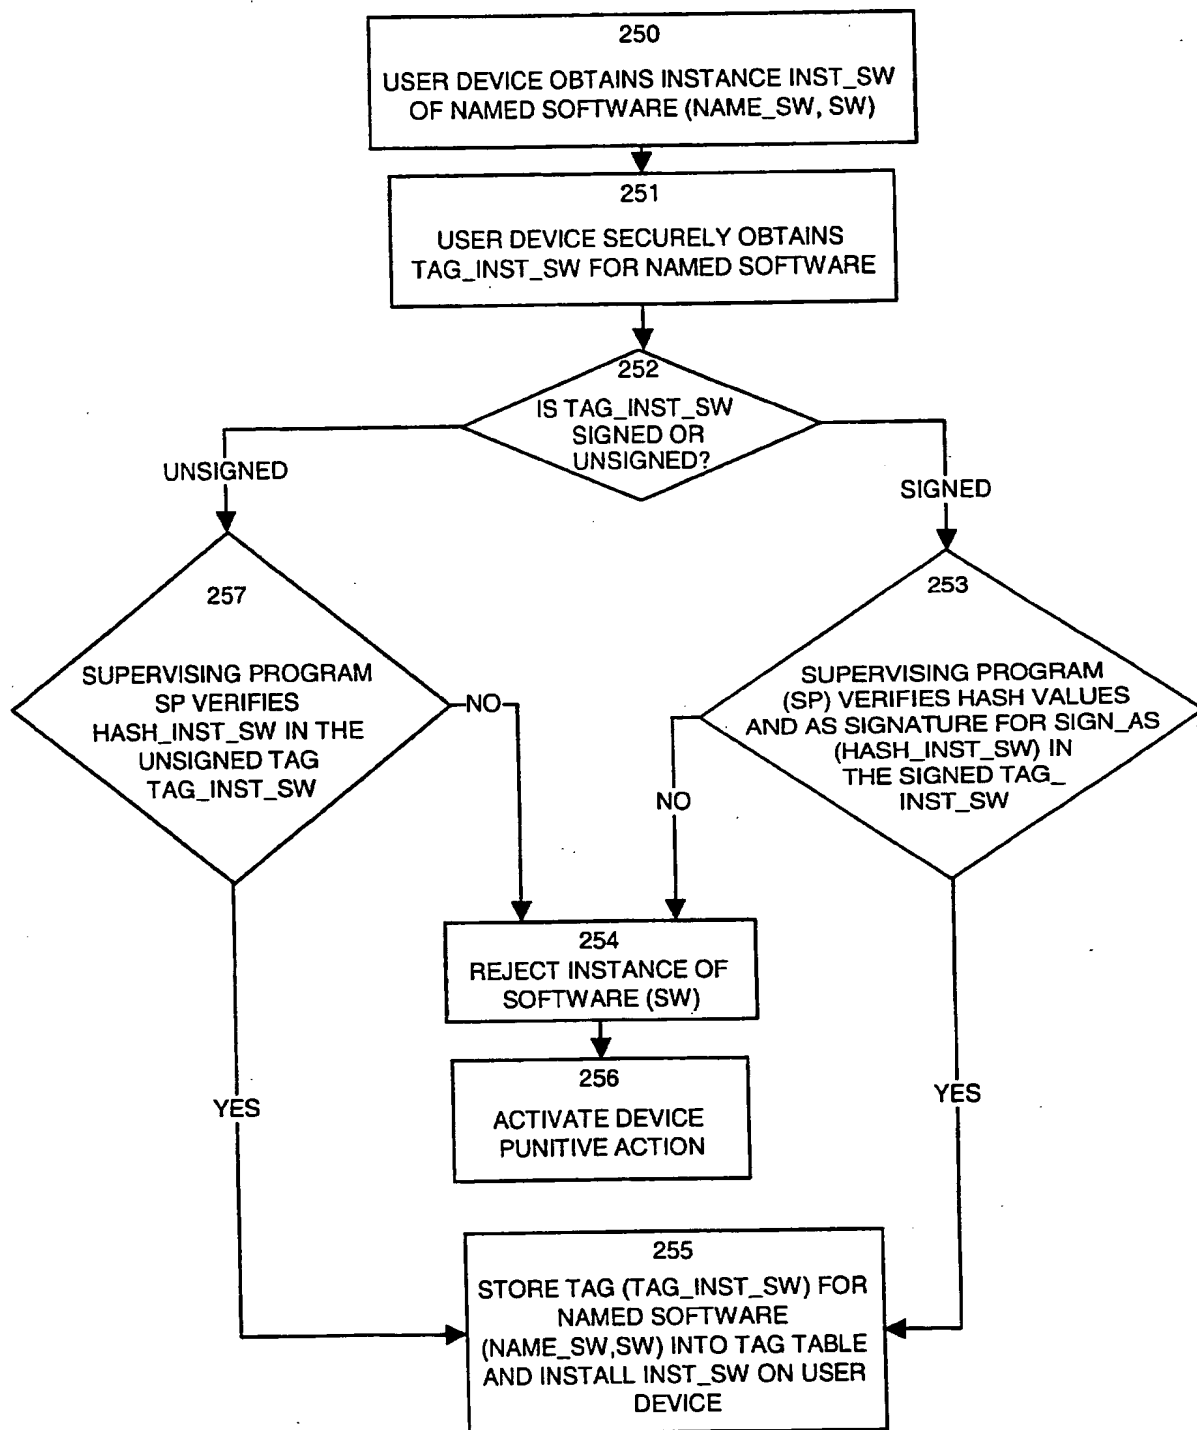 250
USER DEVICE OBTAINS INSTANCE INST_SW
OF NAMED SOFTWARE (NAME_SW, SW)
251
USER DEVICE SECURELY OBTAINS
TAG_INST_SW FOR NAMED SOFTWARE
252
IS TAG_INST_SW
SIGNED OR
UNSIGNED?
UNSIGNED
SIGNED
257
SUPERVISING PROGRAM
SP VERIFIES
HASH_INST_SW IN THE
UNSIGNED TAG
TAG_INST_SW
NO
253
SUPERVISING PROGRAM
(SP) VERIFIES HASH VALUES
AND AS SIGNATURE FOR SIGN_AS
(HASH_INST_SW) IN
THE SIGNED TAG_
INST_SW
NO
254
REJECT INSTANCE OF
SOFTWARE (SW)
256
ACTIVATE DEVICE
PUNITIVE ACTION
YES
YES
255
STORE TAG (TAG_INST_SW) FOR
NAMED SOFTWARE
(NAME_SW,SW) INTO TAG TABLE
AND INSTALL INST_SW ON USER
DEVICE